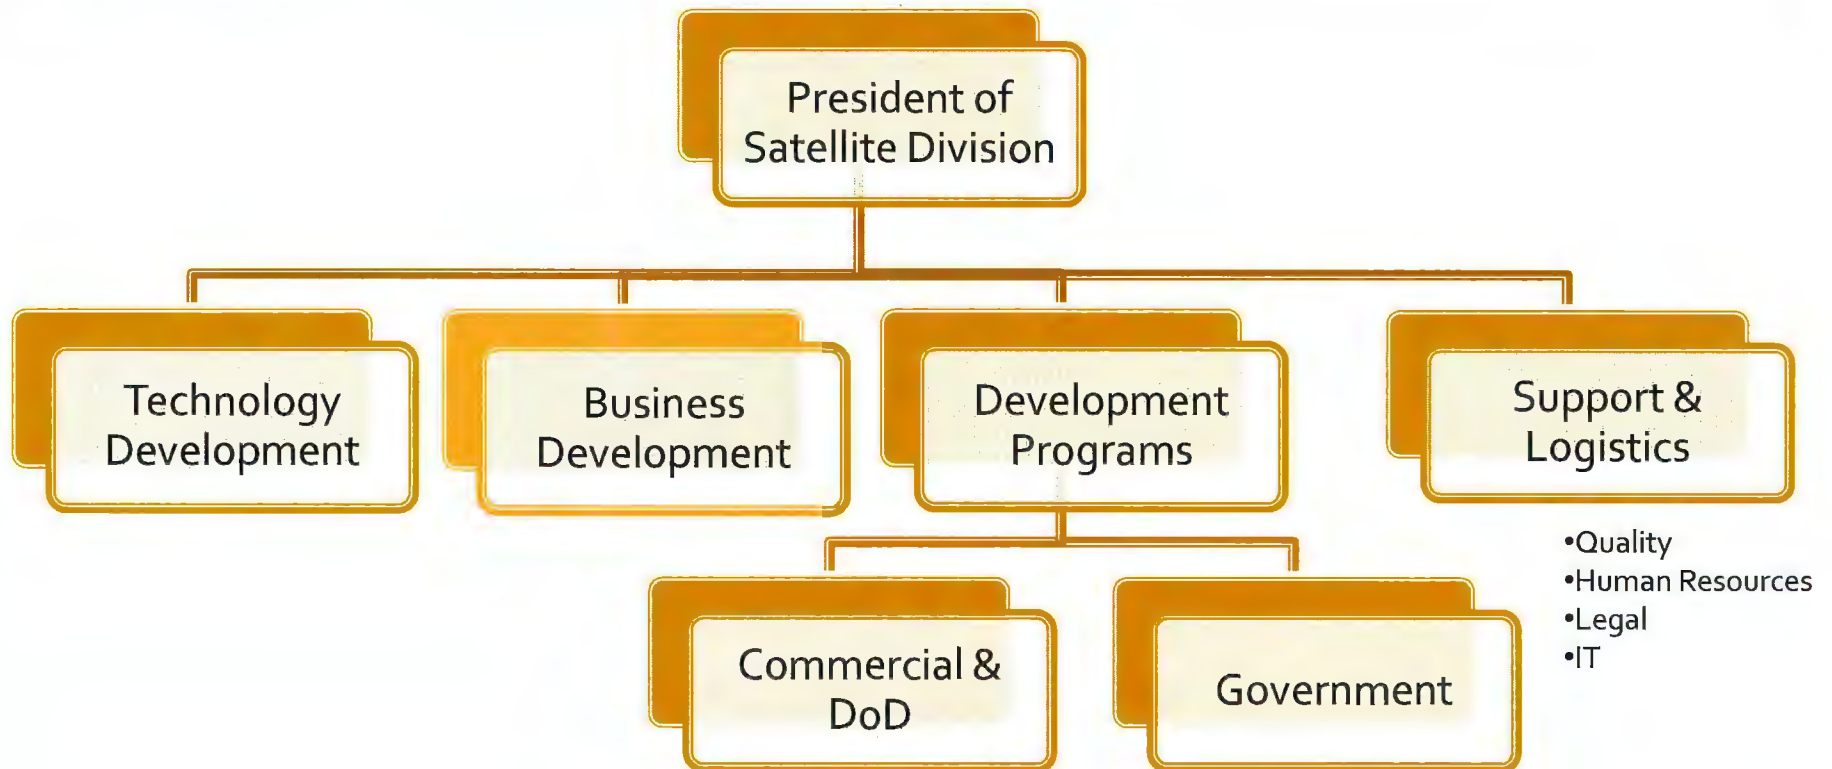 President of
Satellite Division
Technology
Development
Business
Development
Development
Programs
Support &
Logistics
•Quality
•Human Resources
•Legal
•IT
Commercial &
DoD
Government